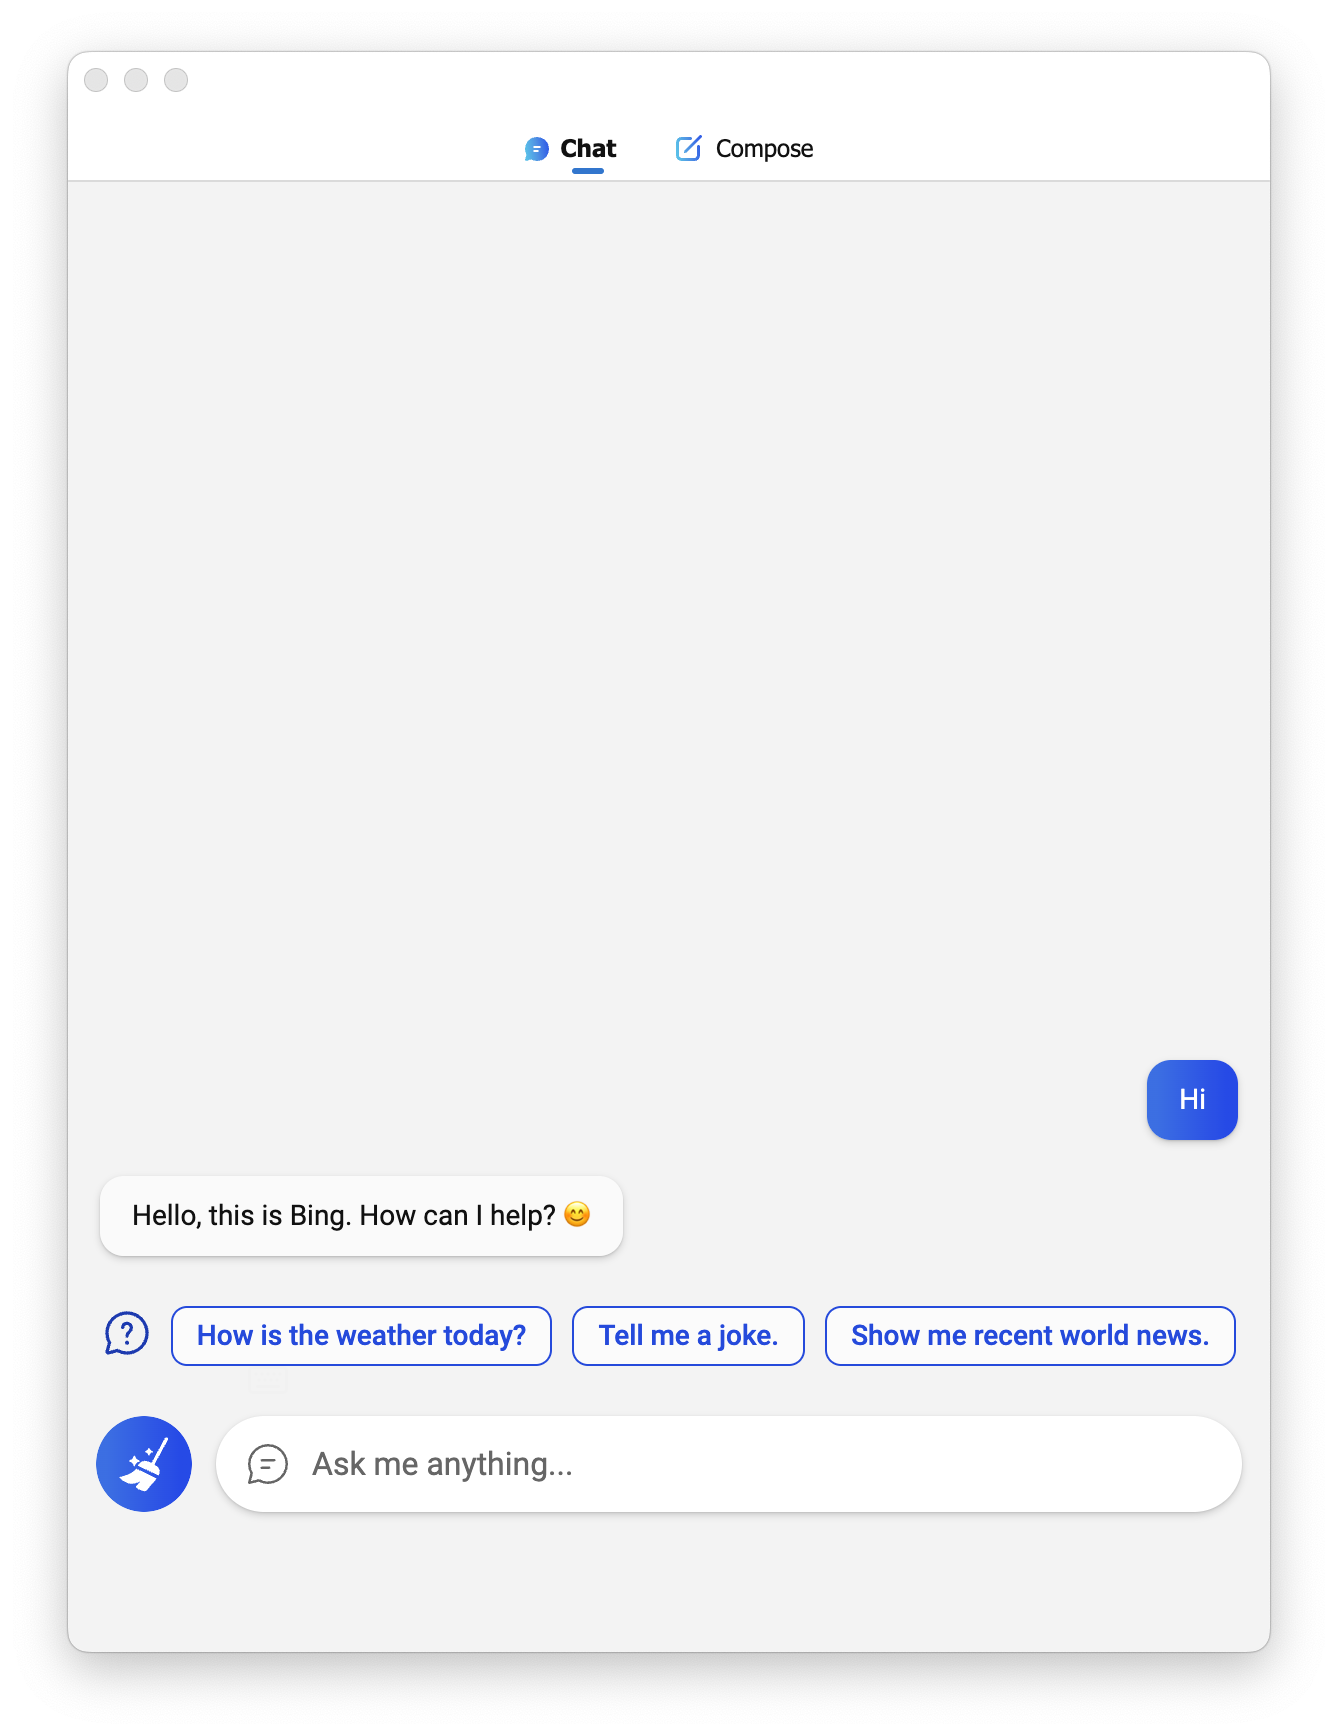 Chat
Compose
Hi
Hello, this is Bing. How can I help? 😊
How is the weather today?
Tell me a joke.
Show me recent world news.
Ask me anything...